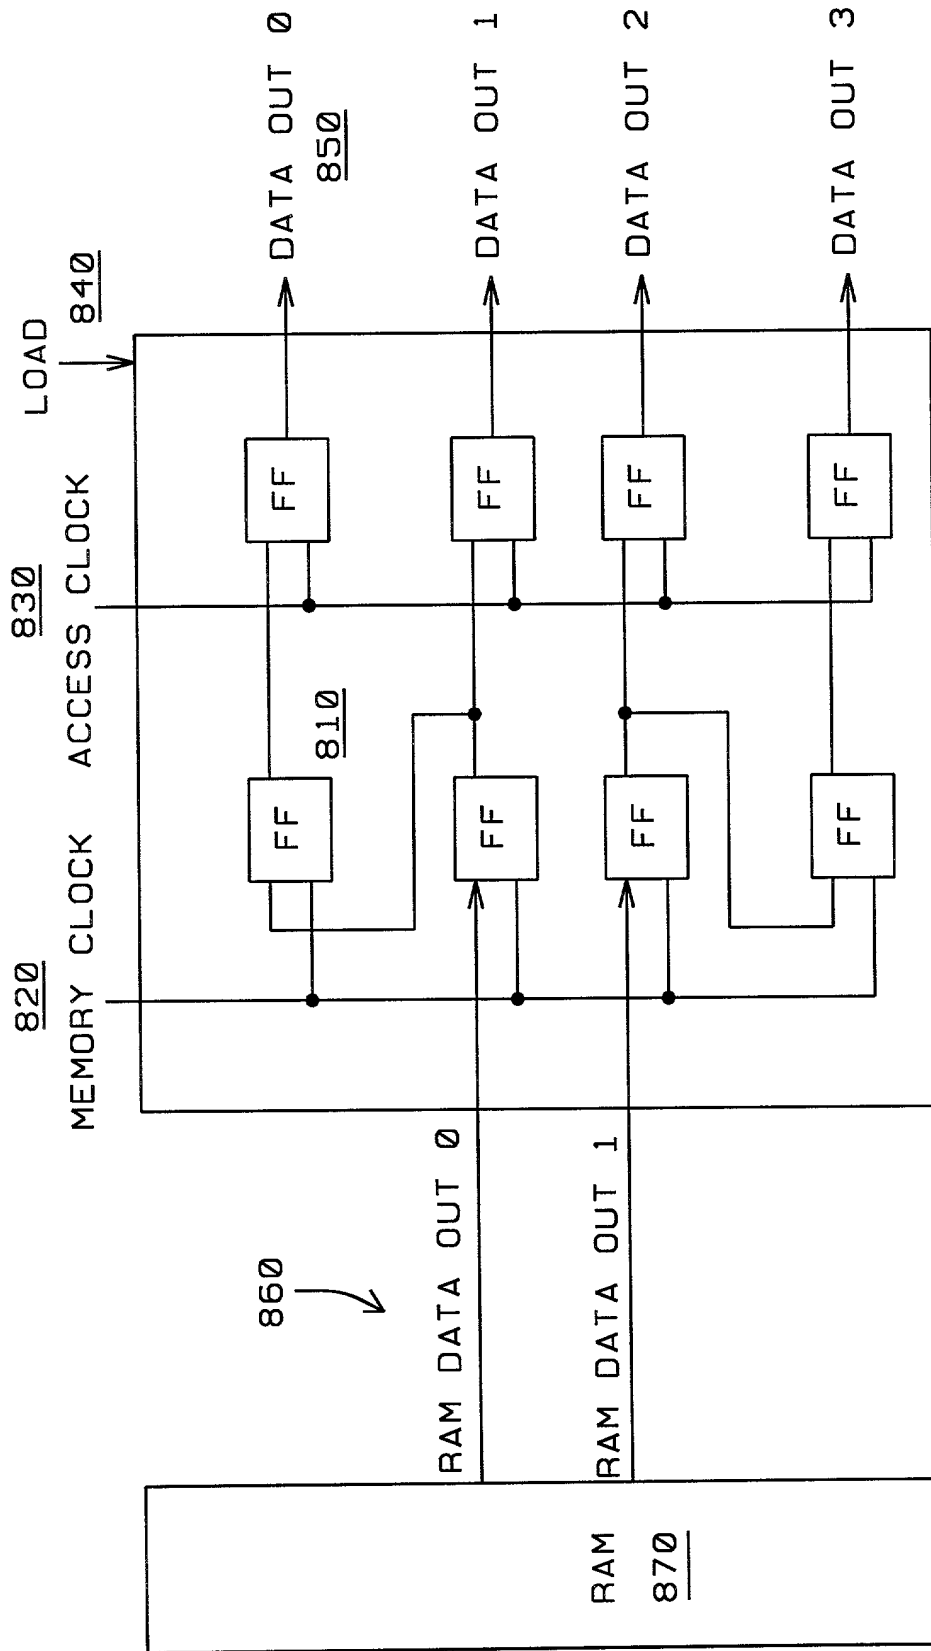 MEMORY CLOCK
820
ACCESS CLOCK
830
LOAD
840
FF
FF
DATA OUT 0
850
810
860
RAM DATA OUT 0
FF
FF
DATA OUT 1
RAM DATA OUT 1
FF
FF
DATA OUT 2
RAM
870
FF
FF
DATA OUT 3